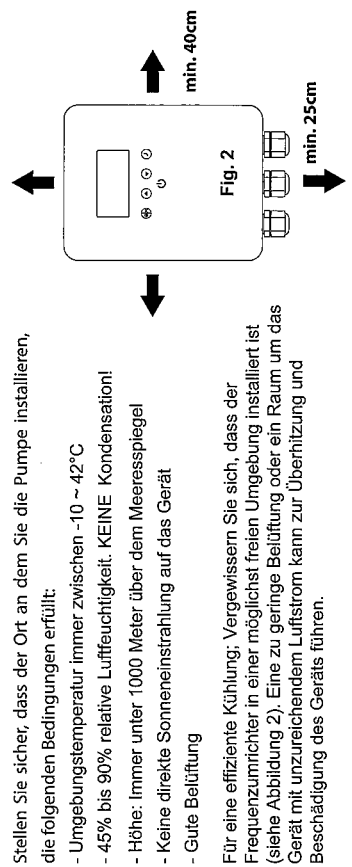 Stellen Sie sicher, dass der Ort an dem Sie die Pumpe installieren,
die folgenden Bedingungen erfüllt:
- Umgebungstemperatur immer zwischen -10 ~ 42°C
- 45% bis 90% relative Luftfeuchtigkeit. KEINE Kondensation!
- Höhe: Immer unter 1000 Meter über dem Meeresspiegel
- Keine direkte Sonneneinstrahlung auf das Gerät
- Gute Belüftung
Für eine effiziente Kühlung; Vergewissern Sie sich, dass der
Frequenzumrichter in einer möglichst freien Umgebung installiert ist
(siehe Abbildung 2). Eine zu geringe Belüftung oder ein Raum um das
Gerät mit unzureichendem Luftstrom kann zur Überhitzung und
Beschädigung des Geräts führen.
min. 40cm
Fig. 2
min. 25cm